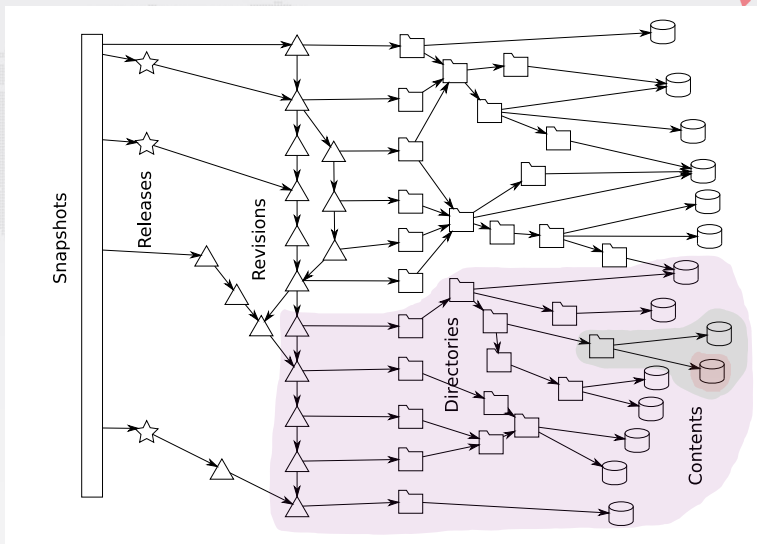 Snapshots
Releases
Revisions
Directories
Contents